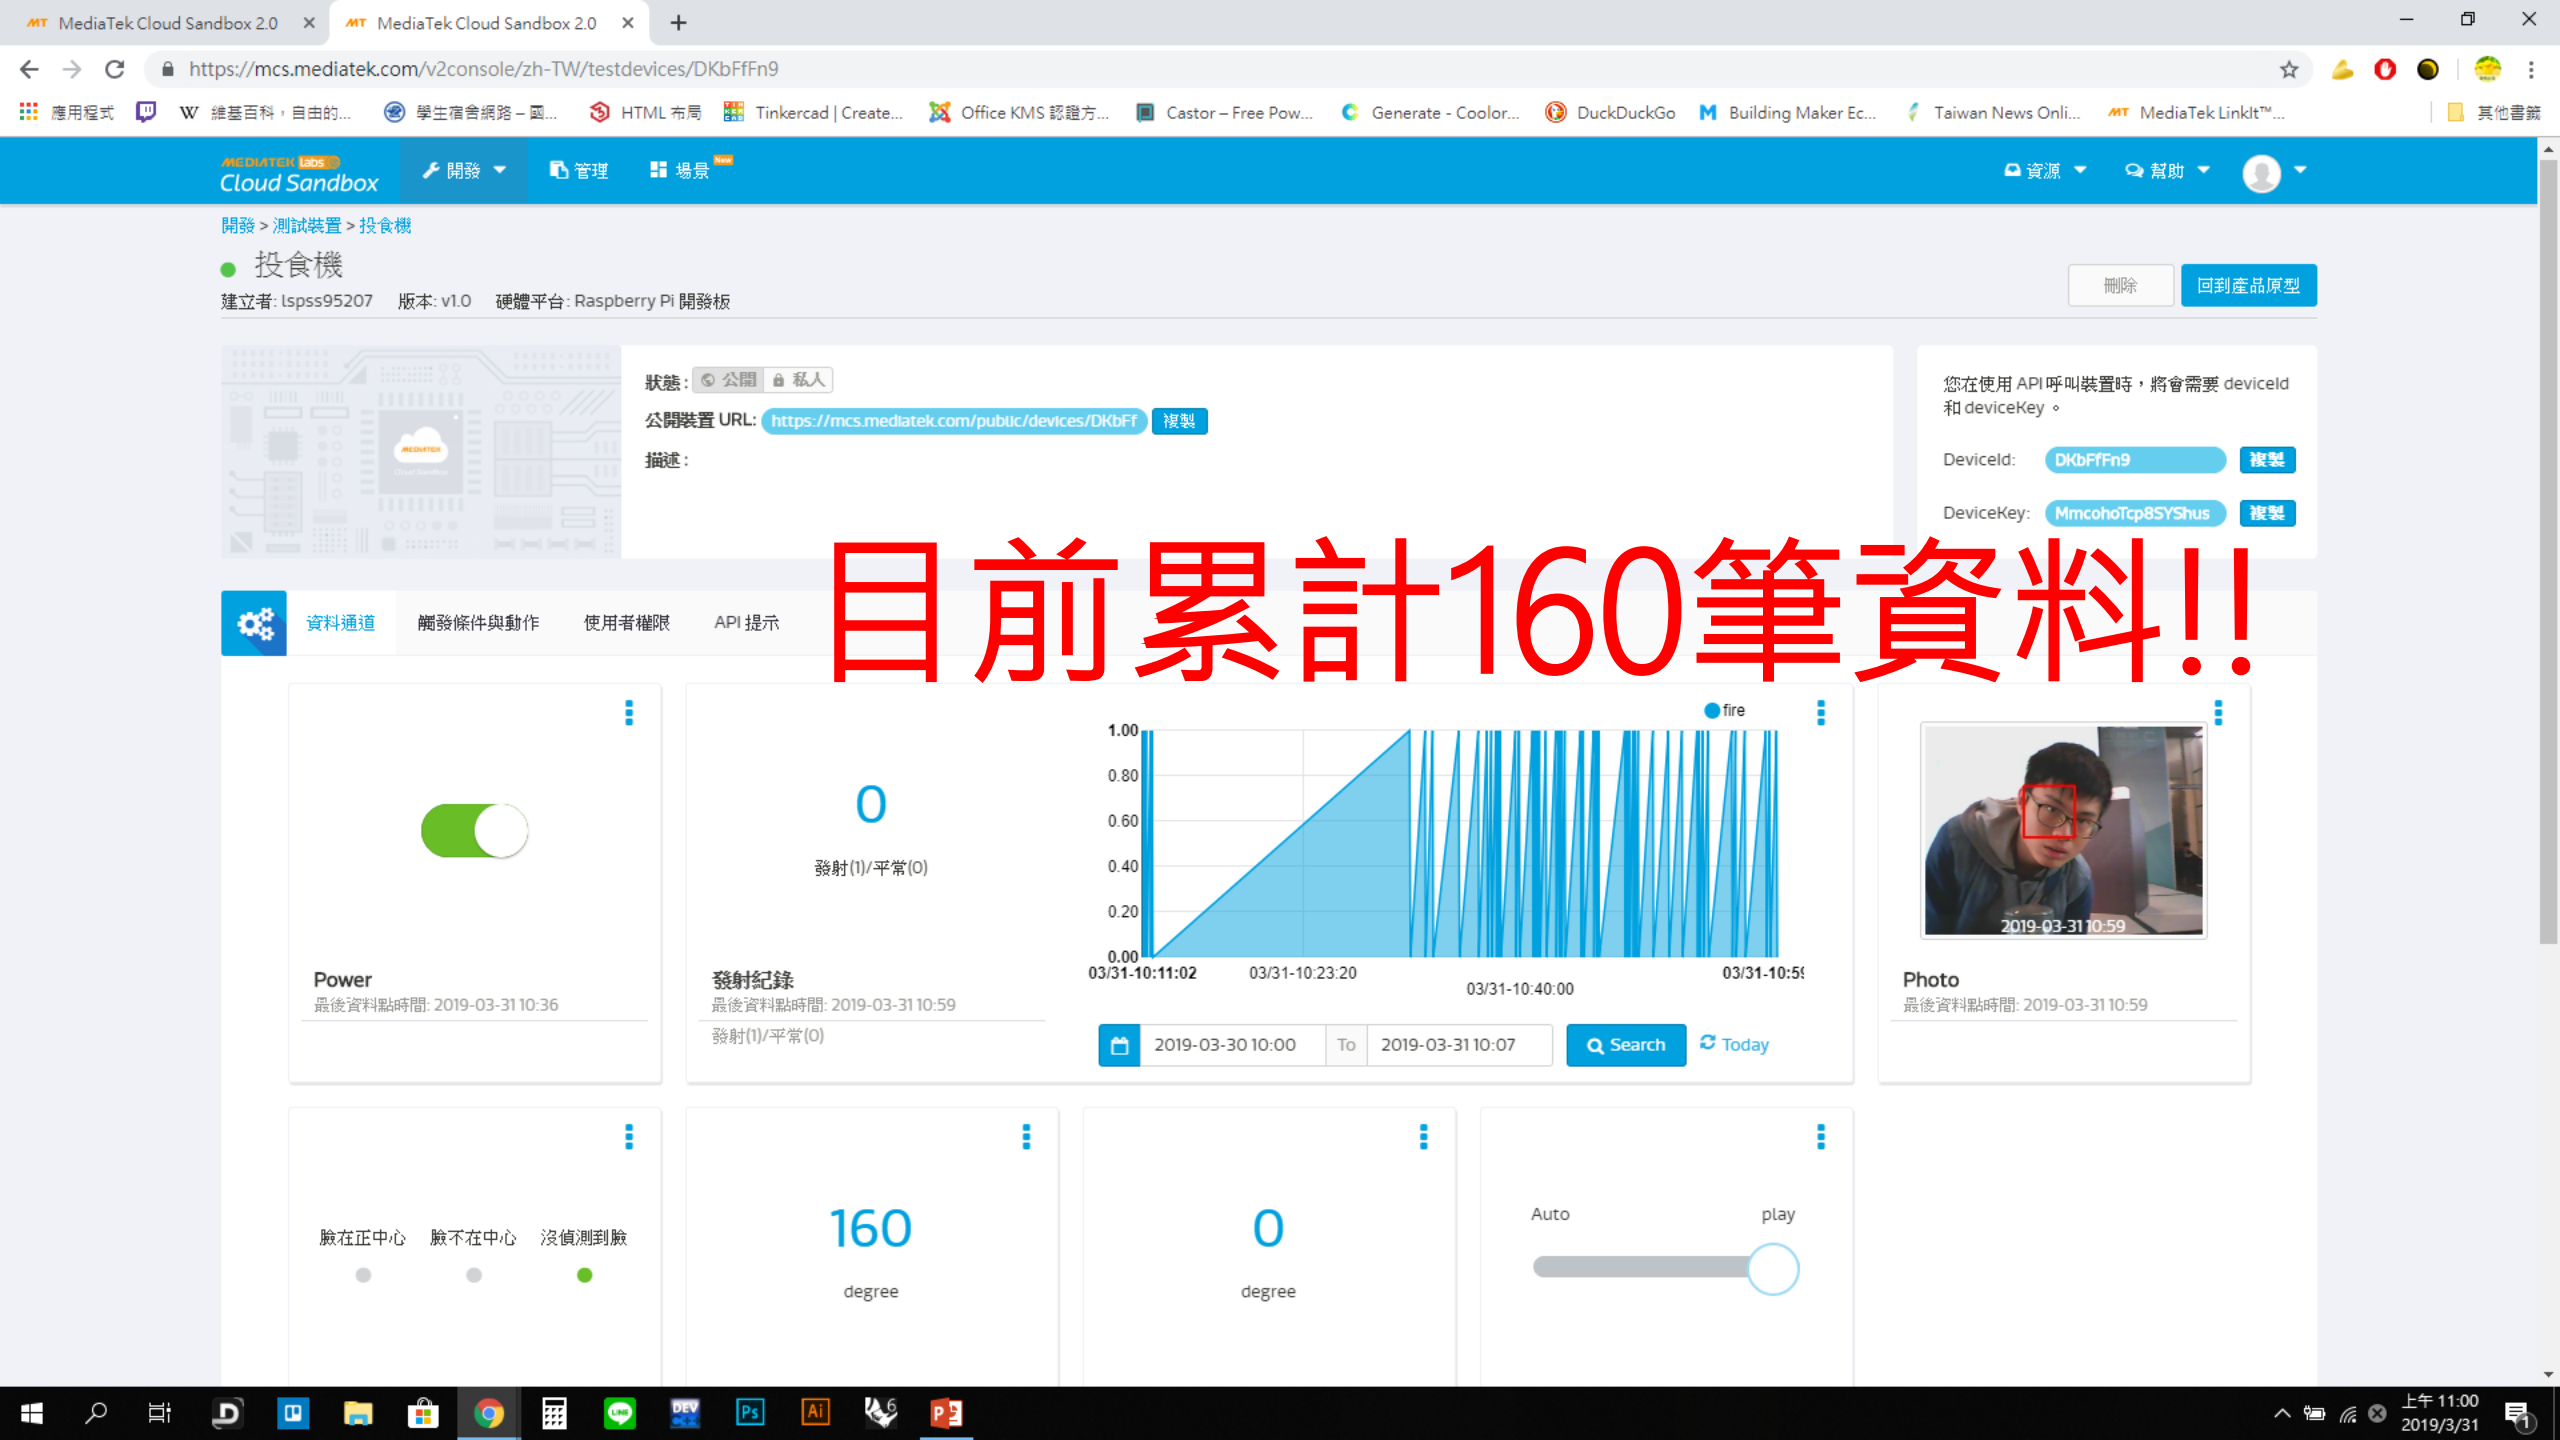 MediaTek Cloud Sandbox 2.0
MediaTek Cloud Sandbox 2.0
https://mcs.mediatek.com/v2console/zh-TW/testdevices/DKbFfFn9
應用程式
維基百科，自由的...
學生宿舍網路 – 國...
HTML 布局
Tinkercad | Create...
Office KMS 認證方...
Castor – Free Pow...
Generate - Coolor...
DuckDuckGo
Building Maker Ec...
Taiwan News Onli...
MediaTek LinkIt™...
其他書籤
MEDIATEK labs
Cloud Sandbox
開發
管理
場景
New
資源
幫助
開發 > 測試裝置 > 投食機
投食機
建立者: lspss95207 版本: v1.0 硬體平台: Raspberry Pi 開發板
刪除
回到產品原型
MEDIATEK
Cloud Sandbox
狀態 : 公開 私人
公開裝置 URL: https://mcs.mediatek.com/public/devices/DKbFf 複製
描述 :
您在使用 API 呼叫裝置時，將會需要 deviceId
和 deviceKey 。
DeviceId: DKbFfFn9 複製
DeviceKey: MmcohoTcp8SYShus 複製
目前累計160筆資料!!
資料通道
觸發條件與動作
使用者權限
API 提示
Power
最後資料點時間: 2019-03-31 10:36
0
發射(1)/平常(0)
發射紀錄
最後資料點時間: 2019-03-31 10:59
發射(1)/平常(0)
fire
1.00
0.80
0.60
0.40
0.20
0.00
03/31-10:11:02
03/31-10:23:20
03/31-10:40:00
03/31-10:59
2019-03-30 10:00 To 2019-03-31 10:07 Search Today
2019-03-31 10:59
Photo
最後資料點時間: 2019-03-31 10:59
臉在正中心 臉不在中心 沒偵測到臉
160
degree
0
degree
Auto play
DEV
Ps
Ai
6
P
LINE
上午 11:00
2019/3/31
1